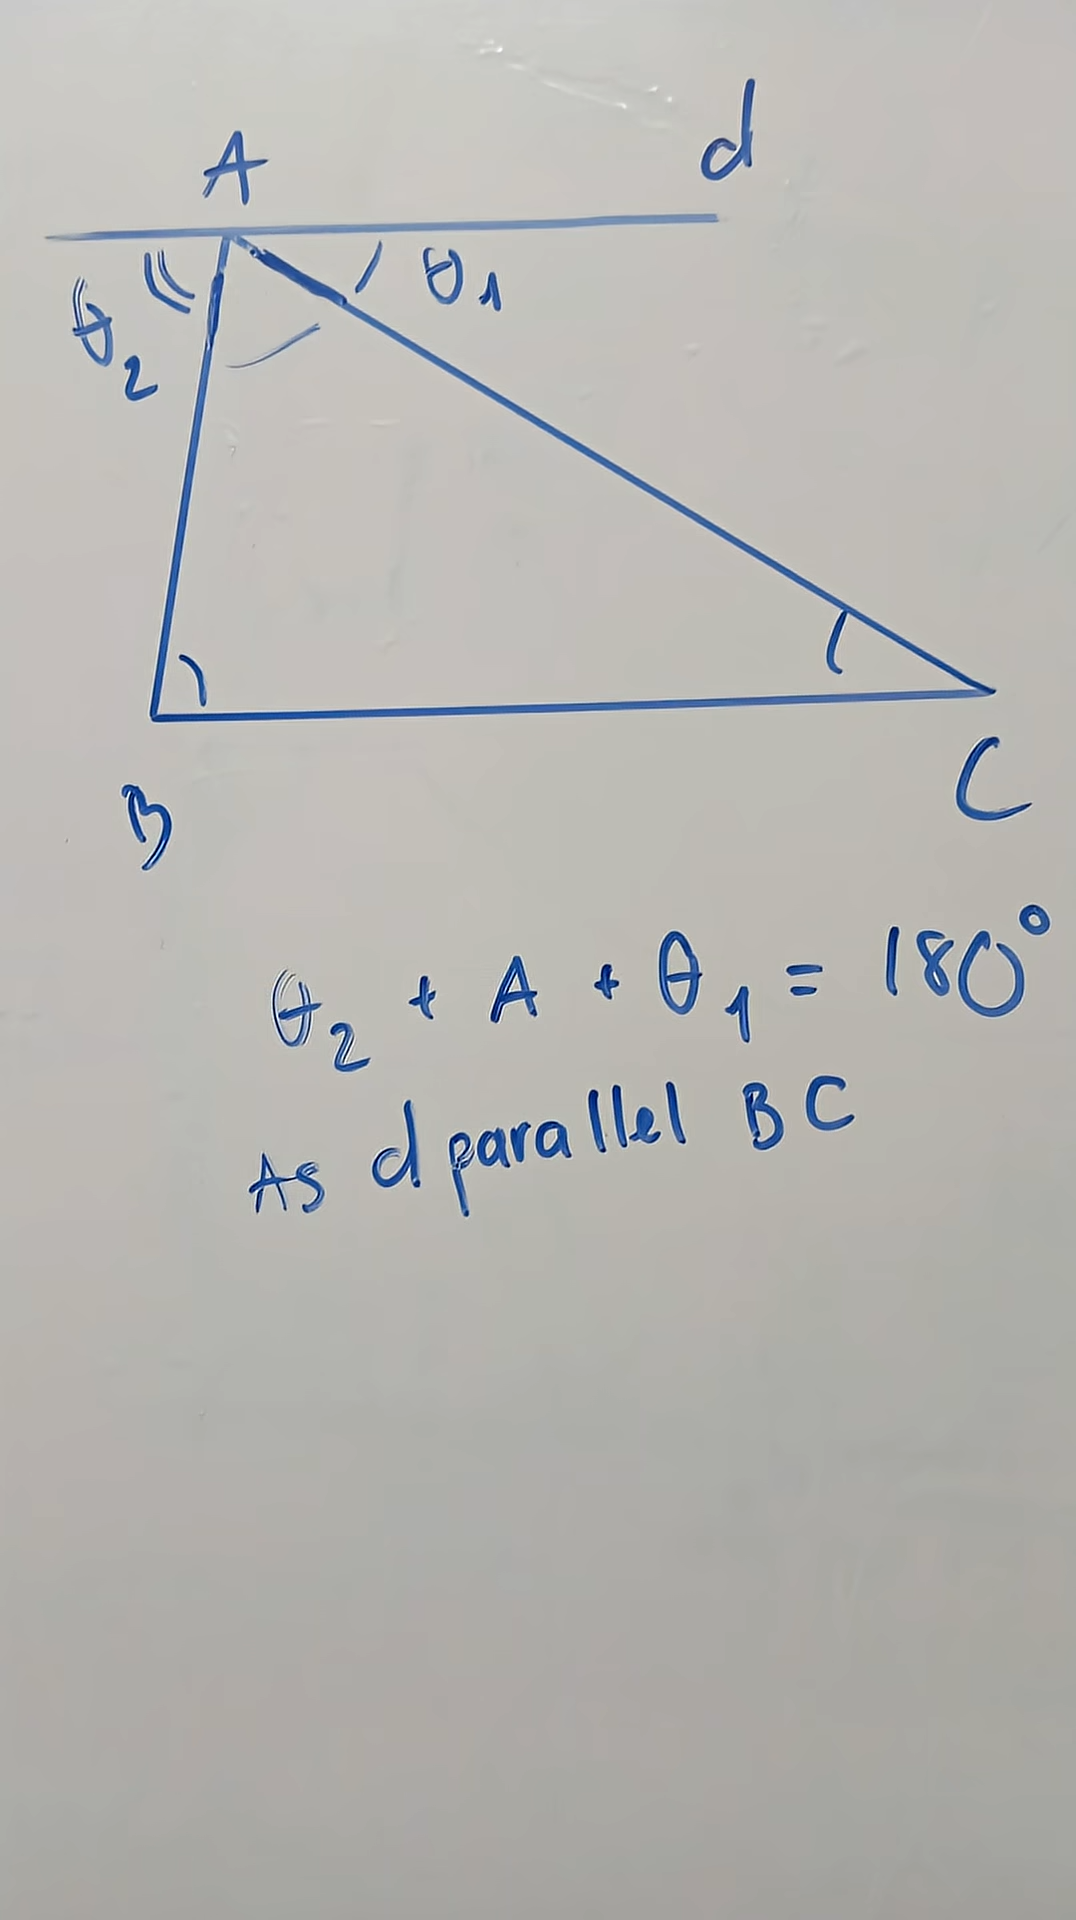 A
d
θ₂
θ₁
B
C
θ₂ + A + θ₁ = 180°
As d parallel BC